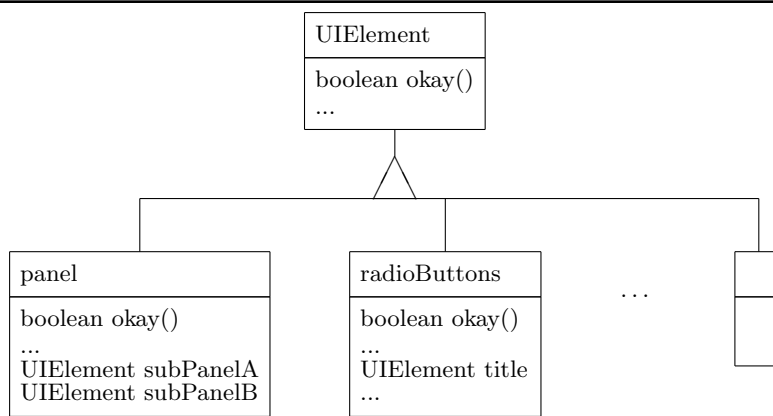 UIElement
boolean okay()
...
panel
boolean okay()
...
UIElement subPanelA
UIElement subPanelB
radioButtons
boolean okay()
...
UIElement title
...
...